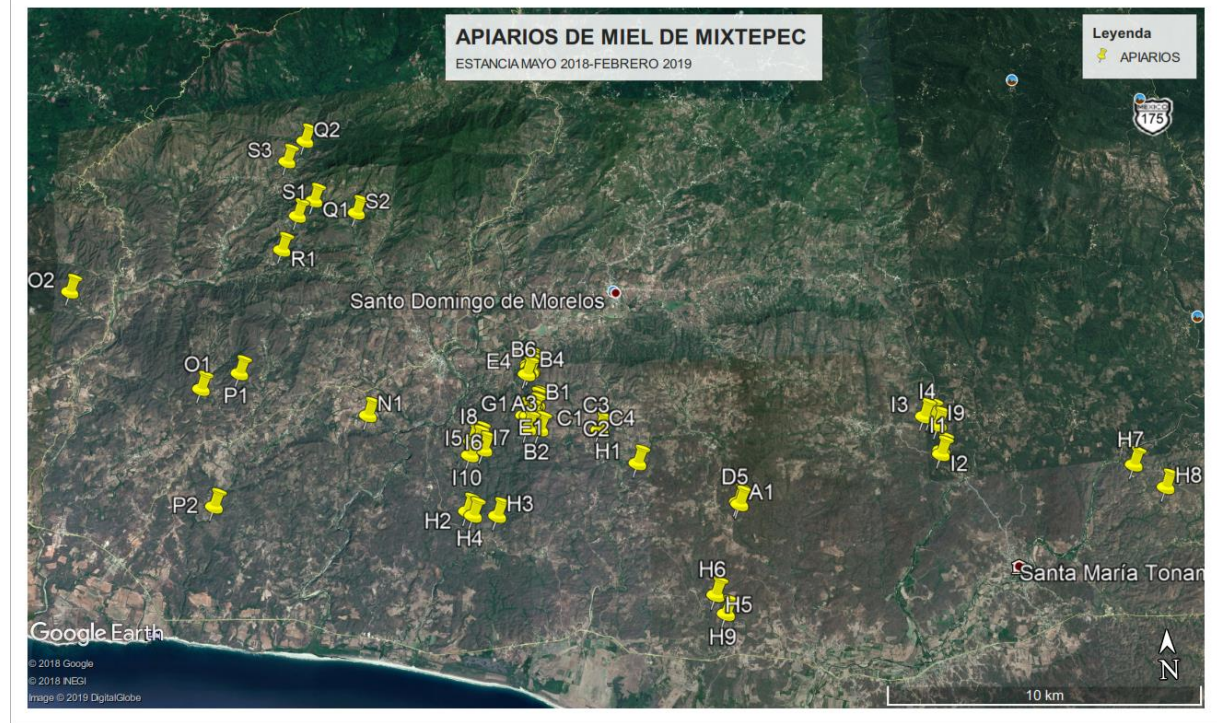 APIARIOS DE MIEL DE MIXTEPEC
ESTANCIA MAYO 2018-FEBRERO 2019
Leyenda
APIARIOS
MEXICO
175
Q2
S3
S1
Q1
S2
R1
O2
Santo Domingo de Morelos
B6
E4
B4
O1
P1
N1
B1
G1
A3
C3
C1
C4
C2
E1
B2
I8
I5
I6
I7
I10
H1
I4
I3
I9
I1
I2
H7
H8
D5
A1
P2
H2
H3
H4
H6
H5
H9
Santa María Tonam
Google Earth
© 2018 Google
© 2018 INEGI
Image © 2019 DigitalGlobe
N
10 km